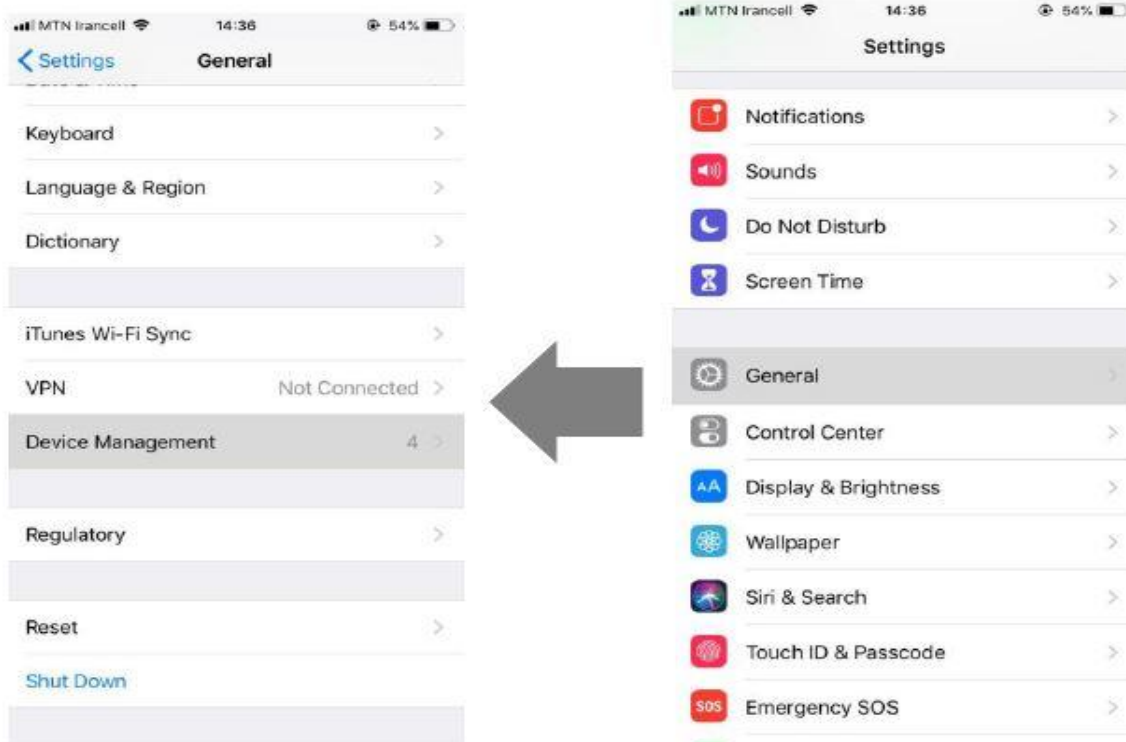 MTN Irancell 14:36 54%
Settings General
Keyboard
Language & Region
Dictionary
iTunes Wi-Fi Sync
VPN Not Connected
Device Management 4
Regulatory
Reset
Shut Down
MTN Irancell 14:36 54%
Settings
Notifications
Sounds
Do Not Disturb
Screen Time
General
Control Center
AA Display & Brightness
Wallpaper
Siri & Search
Touch ID & Passcode
SOS Emergency SOS